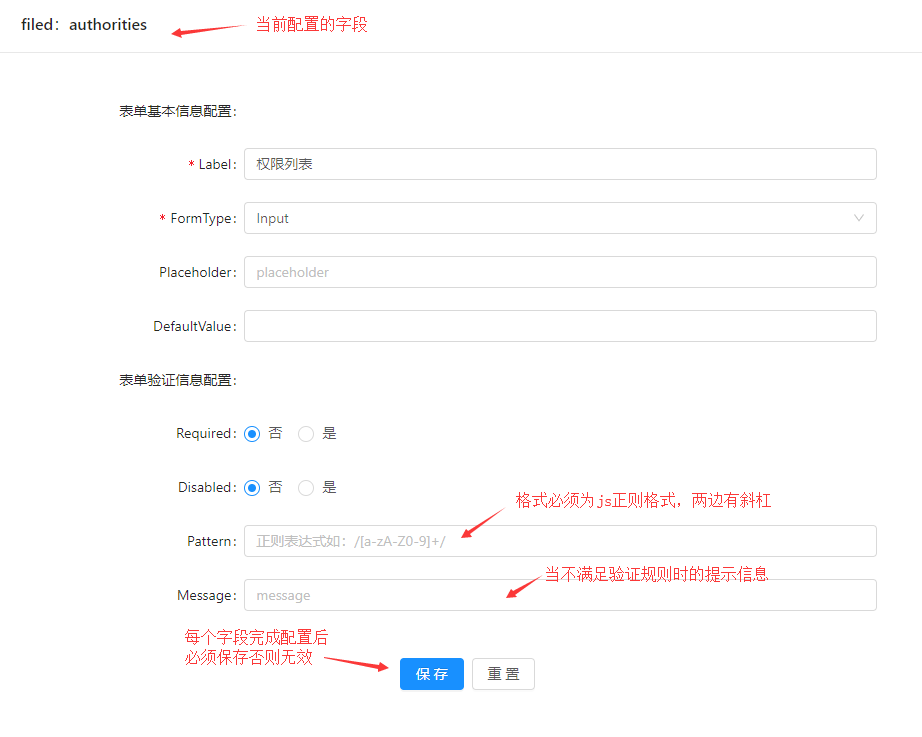 filed: authorities
当前配置的字段
表单基本信息配置:
* Label: 权限列表
* FormType: Input
Placeholder: placeholder
DefaultValue:
表单验证信息配置:
Required: 否 是
Disabled: 否 是
格式必须为js正则格式，两边有斜杠
Pattern: 正则表达式如：/[a-zA-Z0-9]+/
当不满足验证规则时的提示信息
Message: message
每个字段完成配置后
必须保存否则无效
保存 重置